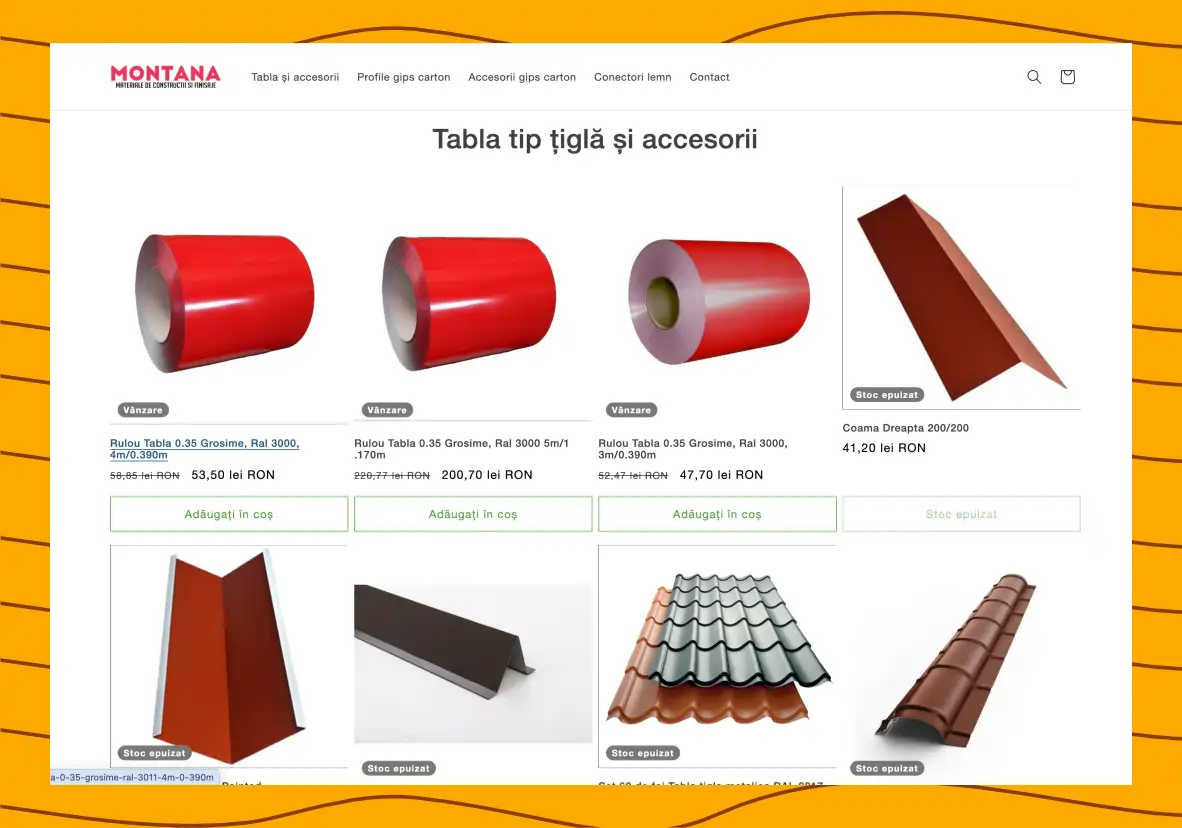 MONTANA
MATERIALE DE CONSTRUCTII SI FINISAJE
Tabla și accesorii
Profile gips carton
Accesorii gips carton
Conectori lemn
Contact
Tabla tip țiglă și accesorii
Vânzare
Vânzare
Vânzare
Stoc epuizat
Rulou Tabla 0.35 Grosime, Ral 3000,
4m/0.390m
58,85 lei RON 53,50 lei RON
Adăugați în coș
Rulou Tabla 0.35 Grosime, Ral 3000 5m/1
.170m
220,77 lei RON 200,70 lei RON
Adăugați în coș
Rulou Tabla 0.35 Grosime, Ral 3000,
3m/0.390m
52,47 lei RON 47,70 lei RON
Adăugați în coș
Coama Dreapta 200/200
41,20 lei RON
Stoc epuizat
Stoc epuizat
Stoc epuizat
Stoc epuizat
Stoc epuizat
a-0-35-grosime-ral-3011-4m-0-390m
Painted
Set 60 de foi Tabla tigla metalica RAL 8017